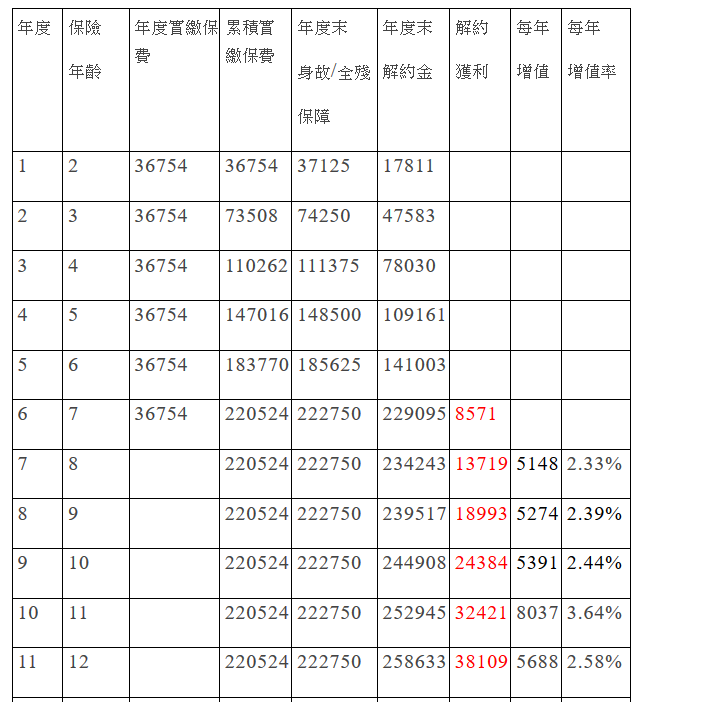 年度 保險 年度實繳保 累積實 年度末 年度末 解約 每年 每年
費 繳保費
年齡 身故/全殘 解約金 獲利 增值 增值率
保障
1 2 36754 36754 37125 17811
2 3 36754 73508 74250 47583
3 4 36754 110262 111375 78030
4 5 36754 147016 148500 109161
5 6 36754 183770 185625 141003
6 7 36754 220524 222750 229095 8571
7 8 220524 222750 234243 13719 5148 2.33%
8 9 220524 222750 239517 18993 5274 2.39%
9 10 220524 222750 244908 24384 5391 2.44%
10 11 220524 222750 252945 32421 8037 3.64%
11 12 220524 222750 258633 38109 5688 2.58%